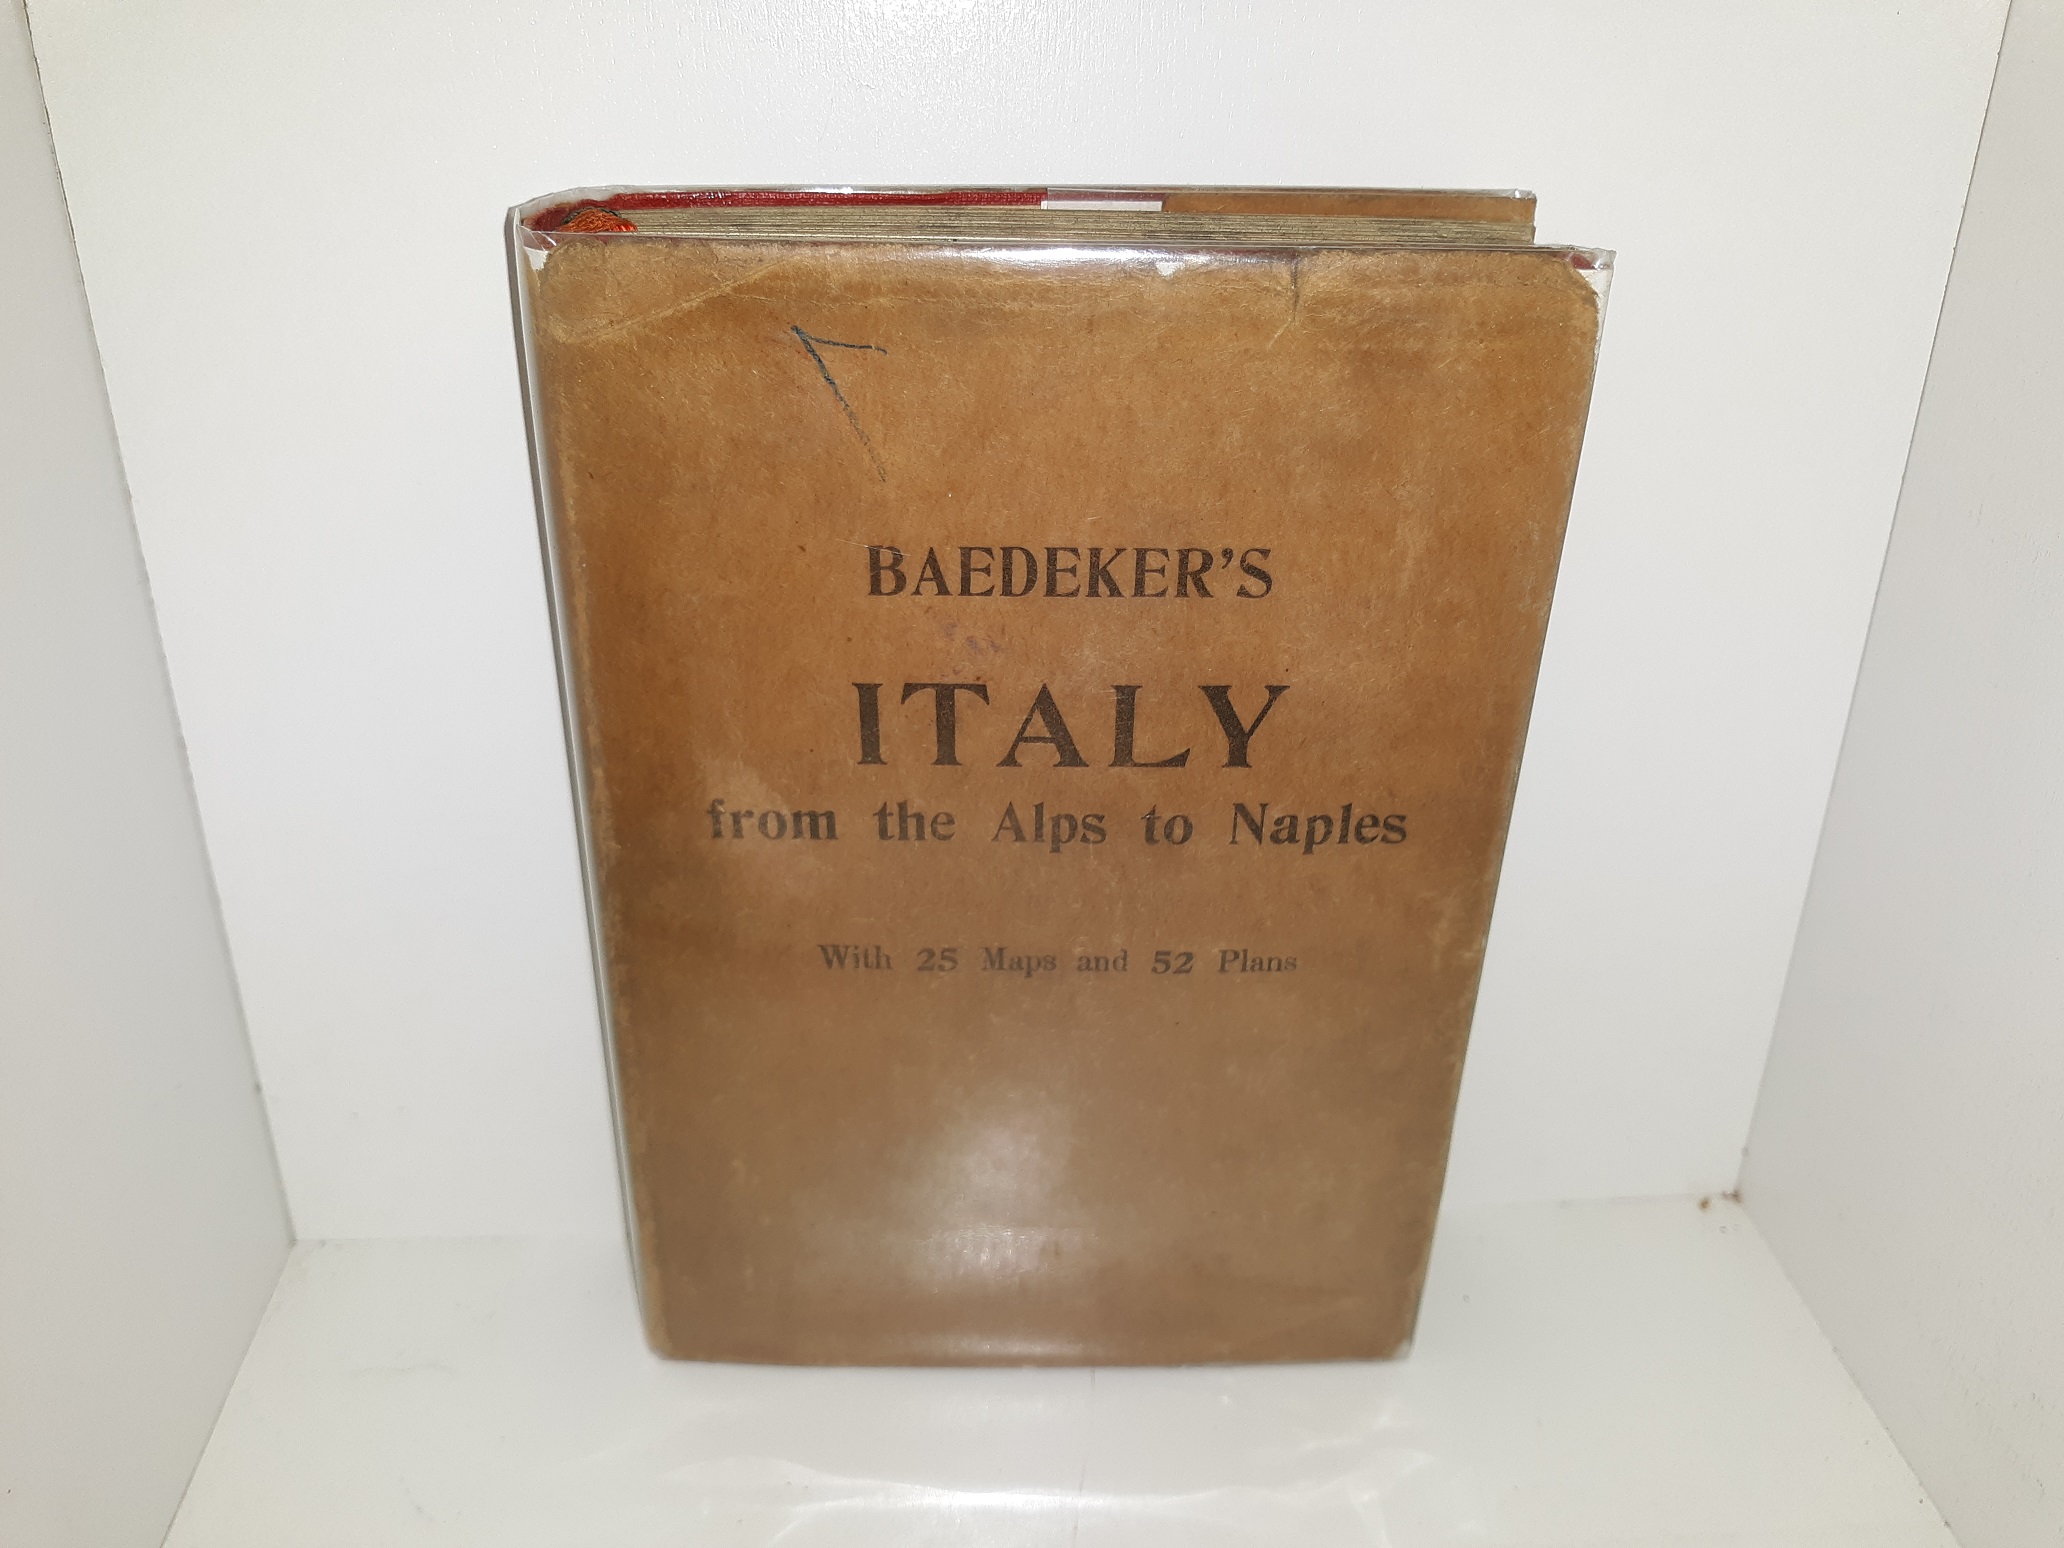 BAEDEKER'S
ITALY
from the Alps to Naples
With 25 Maps and 52 Plans